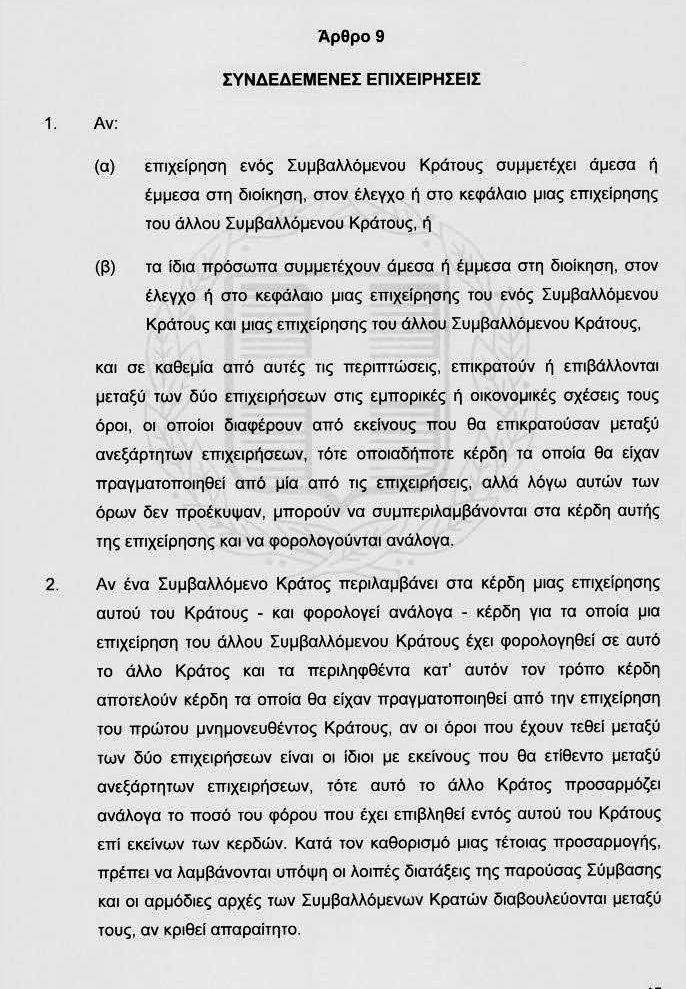 Άρθρο 9
ΣΥΝΔΕΔΕΜΕΝΕΣ ΕΠΙΧΕΙΡΗΣΕΙΣ
1. Αν:
(α) επιχείρηση ενός Συμβαλλόμενου Κράτους συμμετέχει άμεσα ή
έμμεσα στη διοίκηση, στον έλεγχο ή στο κεφάλαιο μιας επιχείρησης
του άλλου Συμβαλλόμενου Κράτους, ή
(β) τα ίδια πρόσωπα συμμετέχουν άμεσα ή έμμεσα στη διοίκηση, στον
έλεγχο ή στο κεφάλαιο μιας επιχείρησης του ενός Συμβαλλόμενου
Κράτους και μιας επιχείρησης του άλλου Συμβαλλόμενου Κράτους,
και σε καθεμία από αυτές τις περιπτώσεις, επικρατούν ή επιβάλλονται
μεταξύ των δύο επιχειρήσεων στις εμπορικές ή οικονομικές σχέσεις τους
όροι, οι οποίοι διαφέρουν από εκείνους που θα επικρατούσαν μεταξύ
ανεξάρτητων επιχειρήσεων, τότε οποιαδήποτε κέρδη τα οποία θα είχαν
πραγματοποιηθεί από μία από τις επιχειρήσεις, αλλά λόγω αυτών των
όρων δεν προέκυψαν, μπορούν να συμπεριλαμβάνονται στα κέρδη αυτής
της επιχείρησης και να φορολογούνται ανάλογα.
2. Αν ένα Συμβαλλόμενο Κράτος περιλαμβάνει στα κέρδη μιας επιχείρησης
αυτού του Κράτους - και φορολογεί ανάλογα - κέρδη για τα οποία μια
επιχείρηση του άλλου Συμβαλλόμενου Κράτους έχει φορολογηθεί σε αυτό
το άλλο Κράτος και τα περιληφθέντα κατ' αυτόν τον τρόπο κέρδη
αποτελούν κέρδη τα οποία θα είχαν πραγματοποιηθεί από την επιχείρηση
του πρώτου μνημονευθέντος Κράτους, αν οι όροι που έχουν τεθεί μεταξύ
των δύο επιχειρήσεων είναι οι ίδιοι με εκείνους που θα ετίθεντο μεταξύ
ανεξάρτητων επιχειρήσεων, τότε αυτό το άλλο Κράτος προσαρμόζει
ανάλογα το ποσό του φόρου που έχει επιβληθεί εντός αυτού του Κράτους
επί εκείνων των κερδών. Κατά τον καθορισμό μιας τέτοιας προσαρμογής,
πρέπει να λαμβάνονται υπόψη οι λοιπές διατάξεις της παρούσας Σύμβασης
και οι αρμόδιες αρχές των Συμβαλλόμενων Κρατών διαβουλεύονται μεταξύ
τους, αν κριθεί απαραίτητο.